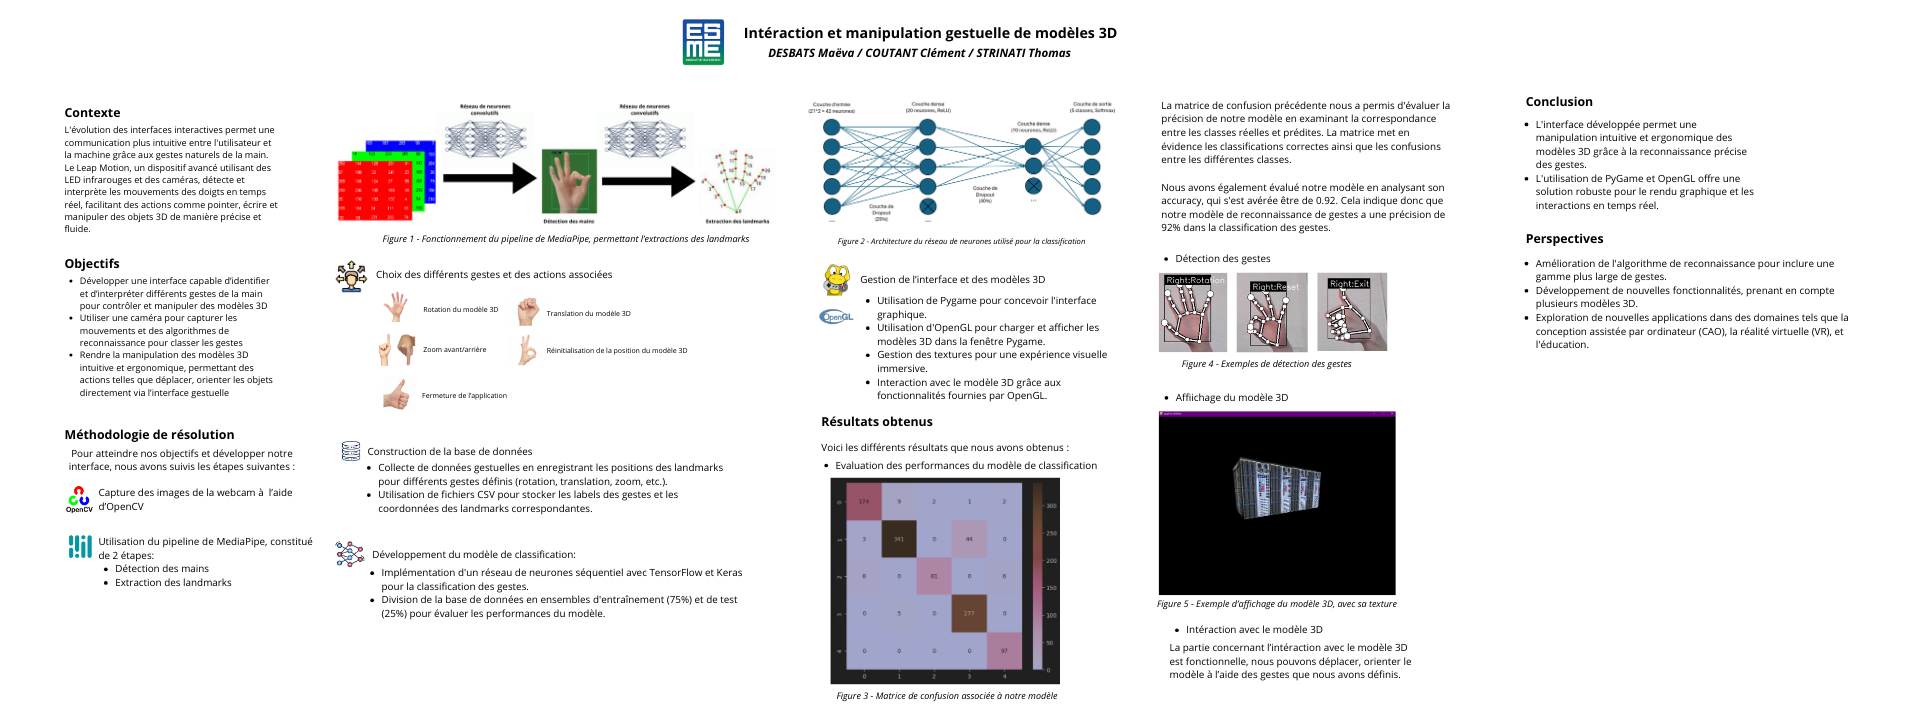 ESME
Intéraction et manipulation gestuelle de modèles 3D
DESBATS Maëva / COUTANT Clément / STRINATI Thomas
Contexte
L'évolution des interfaces interactives permet une
communication plus intuitive entre l'utilisateur et
la machine grâce aux gestes naturels de la main.
Le Leap Motion, un dispositif avancé utilisant des
LED infrarouges et des caméras, détecte et
interprète les mouvements des doigts en temps
réel, facilitant des actions comme pointer, écrire et
manipuler des objets 3D de manière précise et
fluide.
Objectifs
Développer une interface capable d'identifier
et d'interpréter différents gestes de la main
pour contrôler et manipuler des modèles 3D
Utiliser une caméra pour capturer les
mouvements et des algorithmes de
reconnaissance pour classer les gestes
Rendre la manipulation des modèles 3D
intuitive et ergonomique, permettant des
actions telles que déplacer, orienter les objets
directement via l'interface gestuelle
Méthodologie de résolution
Pour atteindre nos objectifs et développer notre
interface, nous avons suivis les étapes suivantes :
OpenCV
Capture des images de la webcam à l'aide
d'OpenCV
Utilisation du pipeline de MediaPipe, constitué
de 2 étapes:
Détection des mains
Extraction des landmarks
Réseau de neurones
convolutifs
Réseau de neurones
convolutifs
Détection des mains
Extraction des landmarks
Figure 1 - Fonctionnement du pipeline de MediaPipe, permettant l'extractions des landmarks
Choix des différents gestes et des actions associées
Rotation du modèle 3D
Translation du modèle 3D
Zoom avant/arrière
Réinitialisation de la position du modèle 3D
Fermeture de l'application
Construction de la base de données
Collecte de données gestuelles en enregistrant les positions des landmarks
pour différents gestes définis (rotation, translation, zoom, etc.).
Utilisation de fichiers CSV pour stocker les labels des gestes et les
coordonnées des landmarks correspondantes.
Développement du modèle de classification:
Implémentation d'un réseau de neurones séquentiel avec TensorFlow et Keras
pour la classification des gestes.
Division de la base de données en ensembles d'entraînement (75%) et de test
(25%) pour évaluer les performances du modèle.
Couche d'entrée
(21*2 = 42 neurones)
Couche dense
(20 neurones, ReLU)
Couche dense
(10 neurones, ReLU)
Couche de sortie
(5 classes, Softmax)
Couche de
Dropout
(20%)
Couche de
Dropout
(40%)
Figure 2 - Architecture du réseau de neurones utilisé pour la classification
Gestion de l'interface et des modèles 3D
OpenGL
Utilisation de Pygame pour concevoir l'interface
graphique.
Utilisation d'OpenGL pour charger et afficher les
modèles 3D dans la fenêtre Pygame.
Gestion des textures pour une expérience visuelle
immersive.
Interaction avec le modèle 3D grâce aux
fonctionnalités fournies par OpenGL.
Résultats obtenus
Voici les différents résultats que nous avons obtenus :
Evaluation des performances du modèle de classification
174 9 2 1 2
3 341 0 44 0
0 81 0 6
5 0 277 0
0 0 0 0 97
0 1 2 3 4
300
250
200
150
100
50
0
Figure 3 - Matrice de confusion associée à notre modèle
La matrice de confusion précédente nous a permis d'évaluer la
précision de notre modèle en examinant la correspondance
entre les classes réelles et prédites. La matrice met en
évidence les classifications correctes ainsi que les confusions
entre les différentes classes.
Nous avons également évalué notre modèle en analysant son
accuracy, qui s'est avérée être de 0.92. Cela indique donc que
notre modèle de reconnaissance de gestes a une précision de
92% dans la classification des gestes.
Détection des gestes
Right:Rotation
Right:Reset
Right:Exit
Figure 4 - Exemples de détection des gestes
Affiichage du modèle 3D
Figure 5 - Exemple d'affichage du modèle 3D, avec sa texture
Intéraction avec le modèle 3D
La partie concernant l'intéraction avec le modèle 3D
est fonctionnelle, nous pouvons déplacer, orienter le
modèle à l'aide des gestes que nous avons définis.
Conclusion
L'interface développée permet une
manipulation intuitive et ergonomique des
modèles 3D grâce à la reconnaissance précise
des gestes.
L'utilisation de PyGame et OpenGL offre une
solution robuste pour le rendu graphique et les
interactions en temps réel.
Perspectives
Amélioration de l'algorithme de reconnaissance pour inclure une
gamme plus large de gestes.
Développement de nouvelles fonctionnalités, prenant en compte
plusieurs modèles 3D.
Exploration de nouvelles applications dans des domaines tels que la
conception assistée par ordinateur (CAO), la réalité virtuelle (VR), et
l'éducation.